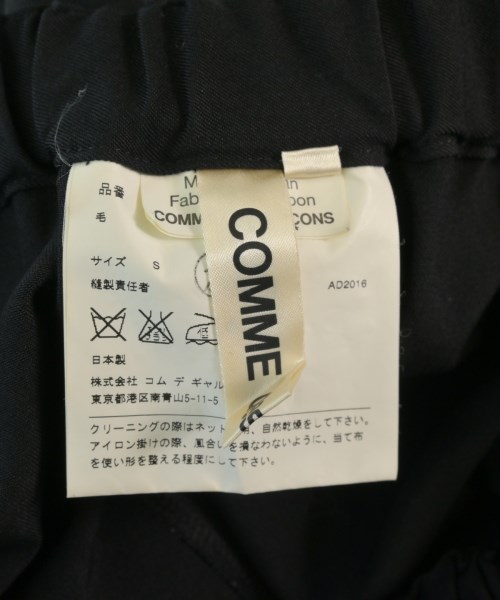 品番
毛
COMM ÇONS
COMME
サイズ S
縫製責任者
AD2016
日本製
株式会社 コム デ ギャル
東京都港区南青山5-11-5
クリーニングの際はネット 用、自然乾燥をして下さい。
アイロン掛けの際、風合いを損なわないように、当て布
を使い形を整える程度にして下さい。